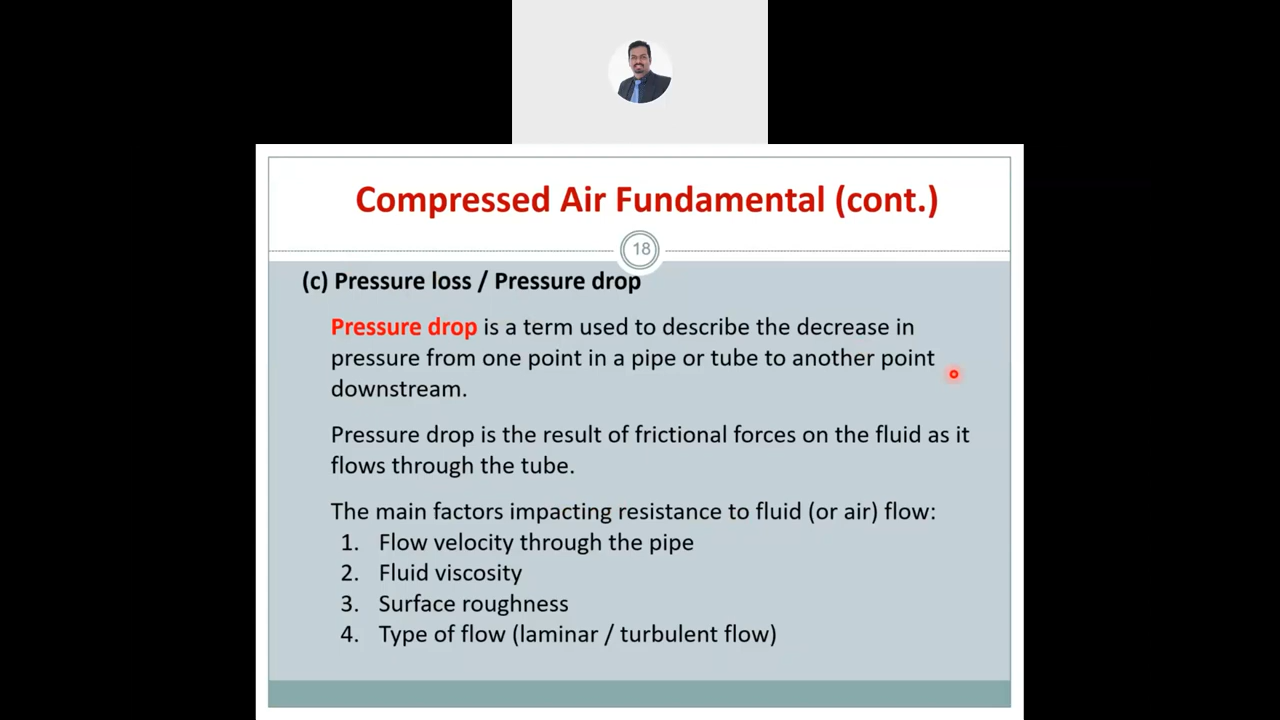 Compressed Air Fundamental (cont.)
18
(c) Pressure loss / Pressure drop
Pressure drop is a term used to describe the decrease in
pressure from one point in a pipe or tube to another point
downstream.
Pressure drop is the result of frictional forces on the fluid as it
flows through the tube.
The main factors impacting resistance to fluid (or air) flow:
1. Flow velocity through the pipe
2. Fluid viscosity
3. Surface roughness
4. Type of flow (laminar / turbulent flow)